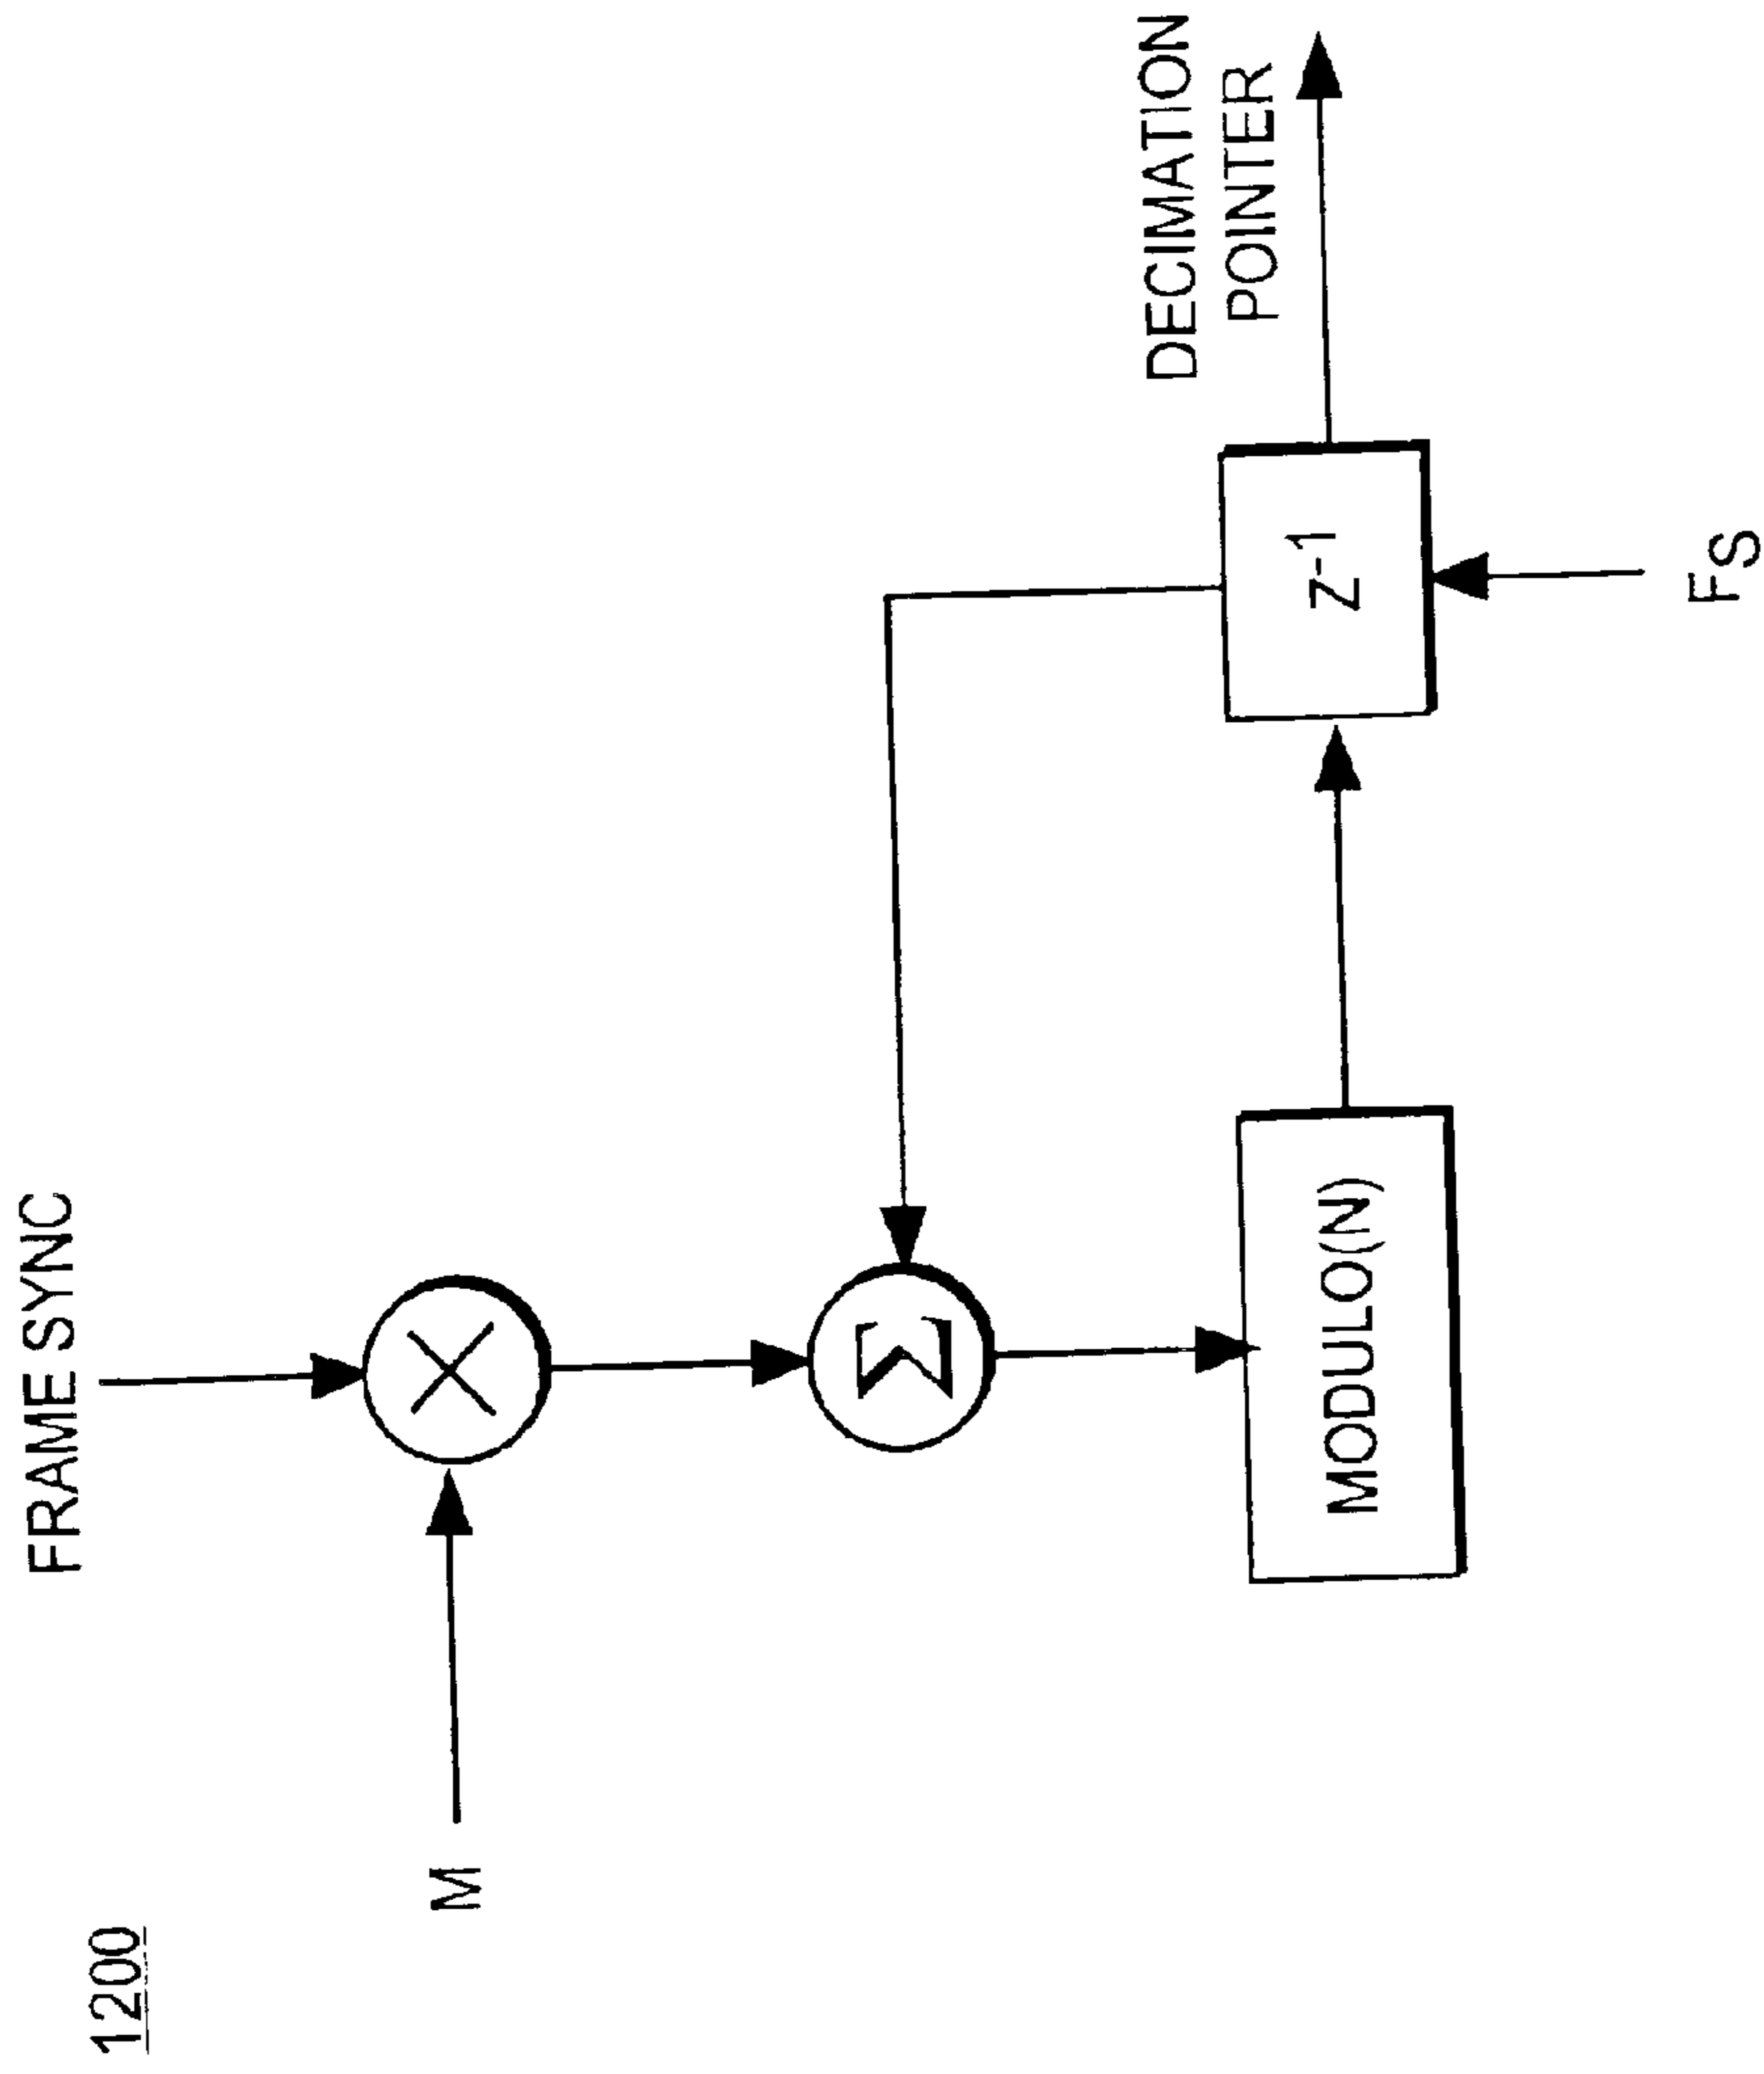 1200
FRAME SYNC
M
X
Σ
MODULO(N)
Z-1
FS
DECIMATION
POINTER